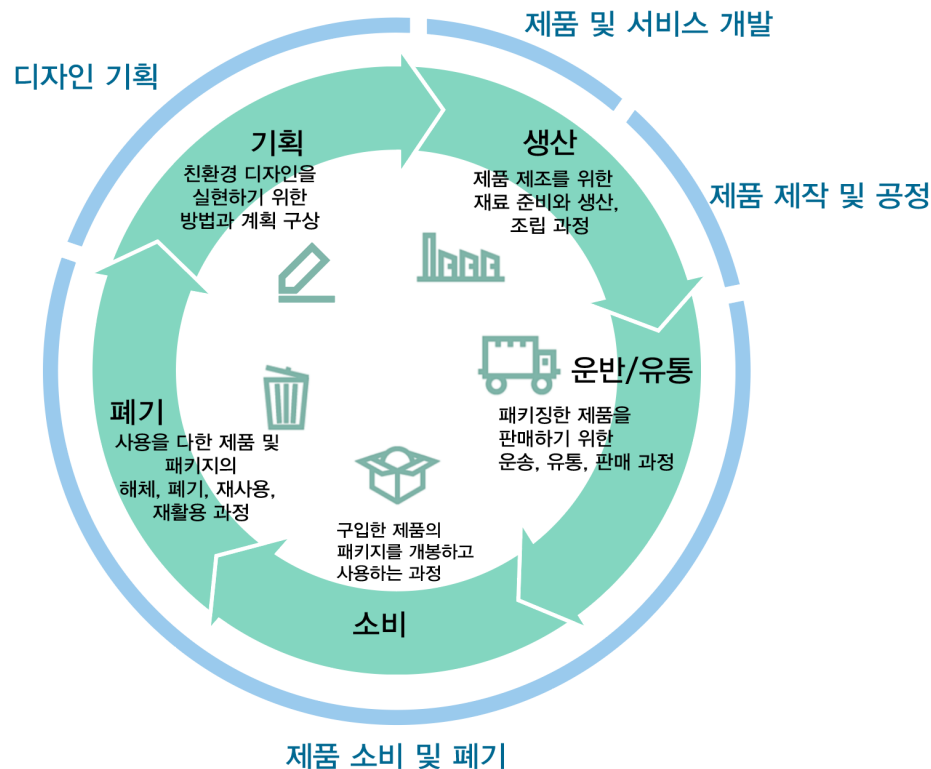 제품 및 서비스 개발
디자인 기획
기획
친환경 디자인을
실현하기 위한
방법과 계획 구상
생산
제품 제조를 위한
재료 준비와 생산,
조립 과정
제품 제작 및 공정
운반/유통
패키징한 제품을
판매하기 위한
운송, 유통, 판매 과정
폐기
사용을 다한 제품 및
패키지의
해체, 폐기, 재사용,
재활용 과정
구입한 제품의
패키지를 개봉하고
사용하는 과정
소비
제품 소비 및 폐기